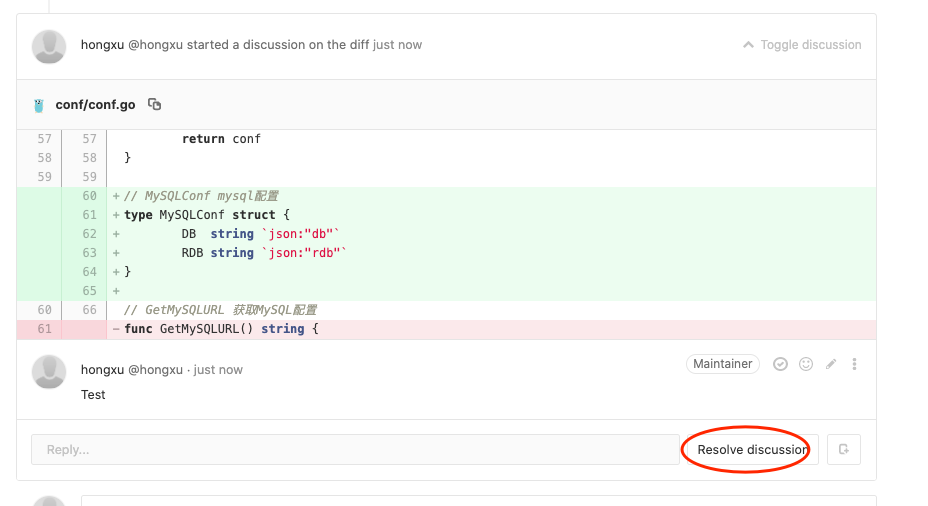 hongxu @hongxu started a discussion on the diff just now
Toggle discussion
conf/conf.go
57 57 return conf
58 58 }
59 59
60 + // MySQLConf mysql配置
61 + type MySQLConf struct {
62 + DB string `json:"db"`
63 + RDB string `json:"rdb"`
64 + }
65 +
60 66 // GetMySQLURL 获取MySQL配置
61 − func GetMySQLURL() string {
hongxu @hongxu · just now
Maintainer
Test
Reply...
Resolve discussion